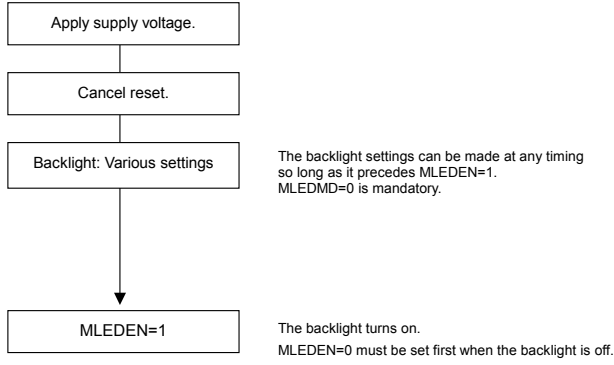 Apply supply voltage.
Cancel reset.
Backlight: Various settings
The backlight settings can be made at any timing
so long as it precedes MLEDEN=1.
MLEDMD=0 is mandatory.
MLEDEN=1
The backlight turns on.
MLEDEN=0 must be set first when the backlight is off.